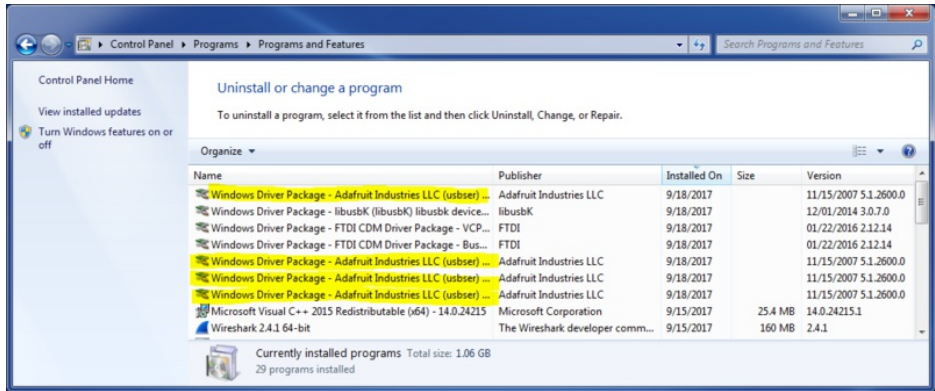 Control Panel ▸ Programs ▸ Programs and Features
Search Programs and Features
Control Panel Home
View installed updates
Turn Windows features on or
off
Uninstall or change a program
To uninstall a program, select it from the list and then click Uninstall, Change, or Repair.
Organize
Name Publisher Installed On Size Version
Windows Driver Package - Adafruit Industries LLC (usbser) ... Adafruit Industries LLC 9/18/2017 11/15/2007 5.1.2600.0
Windows Driver Package - libusbK (libusbK) libusbk device... libusbK 9/18/2017 12/01/2014 3.0.7.0
Windows Driver Package - FTDI CDM Driver Package - VCP... FTDI 9/18/2017 01/22/2016 2.12.14
Windows Driver Package - FTDI CDM Driver Package - Bus... FTDI 9/18/2017 01/22/2016 2.12.14
Windows Driver Package - Adafruit Industries LLC (usbser) ... Adafruit Industries LLC 9/18/2017 11/15/2007 5.1.2600.0
Windows Driver Package - Adafruit Industries LLC (usbser) ... Adafruit Industries LLC 9/18/2017 11/15/2007 5.1.2600.0
Windows Driver Package - Adafruit Industries LLC (usbser) ... Adafruit Industries LLC 9/18/2017 11/15/2007 5.1.2600.0
Microsoft Visual C++ 2015 Redistributable (x64) - 14.0.24215 Microsoft Corporation 9/15/2017 25.4 MB 14.0.24215.1
Wireshark 2.4.1 64-bit The Wireshark developer comm... 9/15/2017 160 MB 2.4.1
Currently installed programs Total size: 1.06 GB
29 programs installed